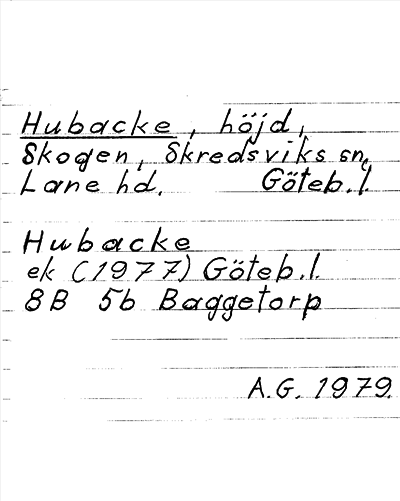 Hubacke, höjd,
Skogen, Skredsviks sn,
Lane hd. Göteb.l.
Hubacke
ek (1977) Göteb.l.
8B 5b Baggetorp
A.G. 1979.